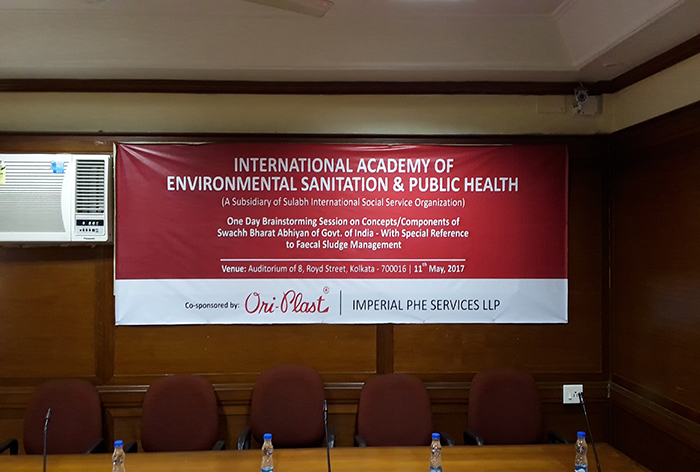 INTERNATIONAL ACADEMY OF
ENVIRONMENTAL SANITATION & PUBLIC HEALTH
(A Subsidiary of Sulabh International Social Service Organization)
One Day Brainstorming Session on Concepts/Components of
Swachh Bharat Abhiyan of Govt. of India - With Special Reference
to Faecal Sludge Management
Venue: Auditorium of 8, Royd Street, Kolkata - 700016 | 11th May, 2017
Co-sponsored by: Ori-Plast ® | IMPERIAL PHE SERVICES LLP